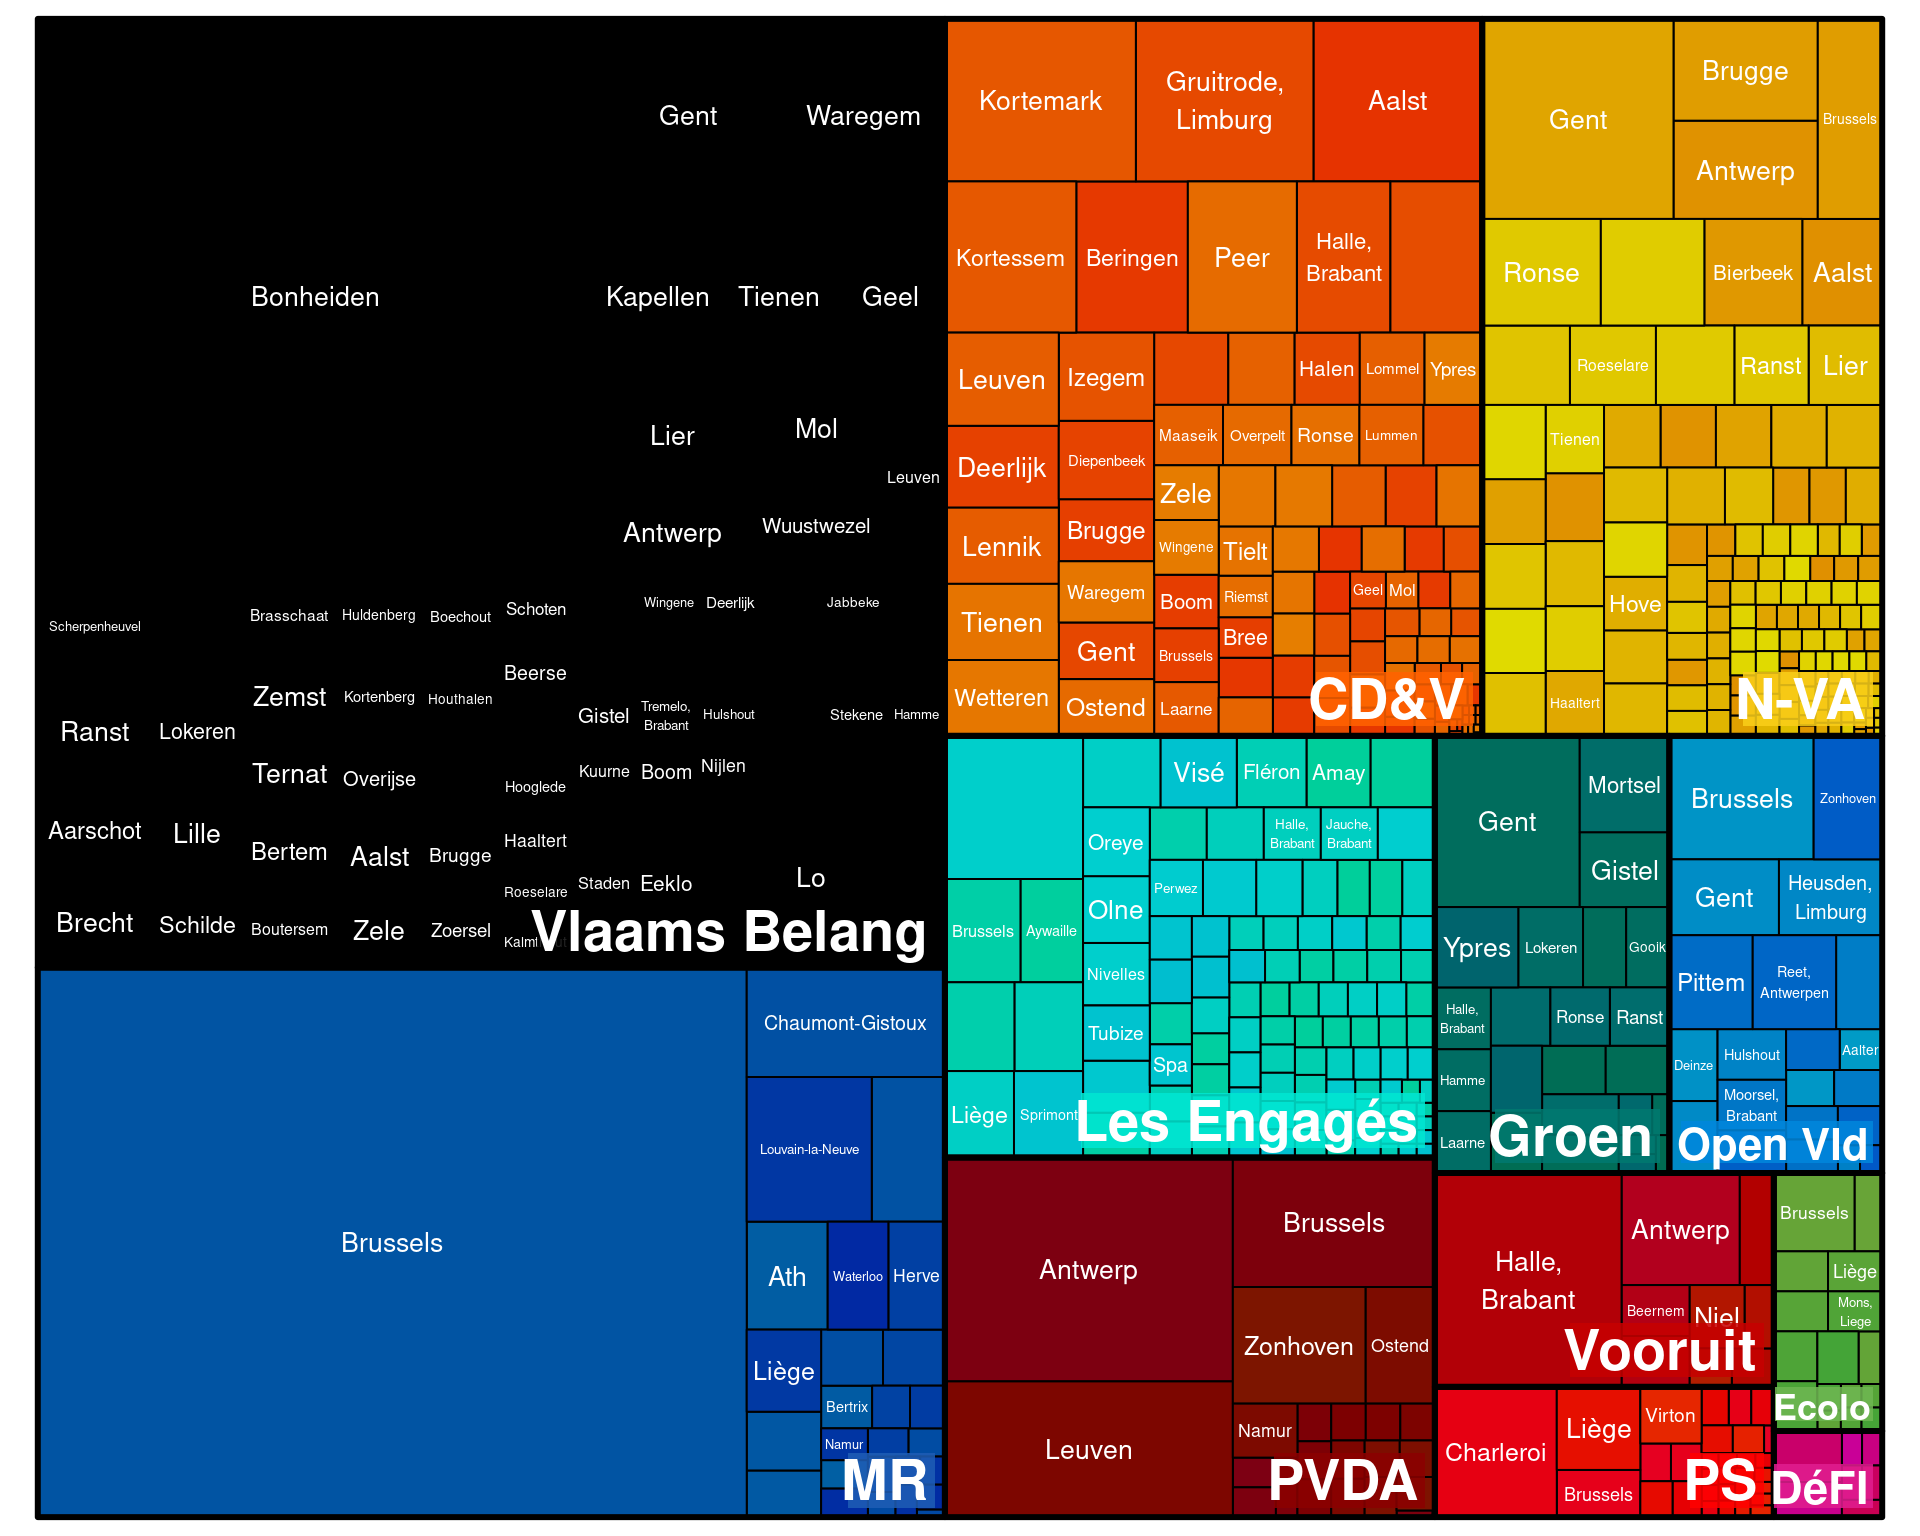 Gent
Waregem
Bonheiden
Kapellen
Tienen
Geel
Lier
Mol
Leuven
Antwerp
Wuustwezel
Scherpenheuvel
Brasschaat
Huldenberg
Boechout
Schoten
Wingene
Deerlijk
Jabbeke
Beerse
Zemst
Kortenberg
Houthalen
Gistel
Tremelo,
Brabant
Hulshout
Stekene
Hamme
Ranst
Lokeren
Ternat
Overijse
Hooglede
Kuurne
Boom
Nijlen
Aarschot
Lille
Bertem
Aalst
Brugge
Haaltert
Roeselare
Staden
Eeklo
Lo
Brecht
Schilde
Boutersem
Zele
Zoersel
Vlaams Belang
Kortemark
Gruitrode,
Limburg
Aalst
Kortessem
Beringen
Peer
Halle,
Brabant
Leuven
Izegem
Halen
Lommel
Ypres
Deerlijk
Diepenbeek
Maaseik
Overpelt
Ronse
Lummen
Zele
Lennik
Brugge
Wingene
Tielt
Tienen
Waregem
Boom
Riemst
Geel
Mol
Gent
Brussels
Bree
Wetteren
Ostend
Laarne
CD&V
Gent
Brugge
Brussels
Antwerp
Ronse
Bierbeek
Aalst
Roeselare
Ranst
Lier
Tienen
Hove
Haaltert
N-VA
Visé
Fléron
Amay
Oreye
Halle,
Brabant
Jauche,
Brabant
Perwez
Brussels
Aywaille
Olne
Nivelles
Tubize
Spa
Liège
Sprimont
Les Engagés
Gent
Mortsel
Gistel
Ypres
Lokeren
Gooik
Halle,
Brabant
Ronse
Ranst
Hamme
Laarne
Groen
Brussels
Zonhoven
Gent
Heusden,
Limburg
Pittem
Reet,
Antwerpen
Deinze
Hulshout
Aalter
Moorsel,
Brabant
Open Vld
Brussels
Chaumont-Gistoux
Louvain-la-Neuve
Ath
Waterloo
Herve
Liège
Bertrix
Namur
MR
Antwerp
Brussels
Zonhoven
Ostend
Leuven
Namur
PVDA
Halle,
Brabant
Antwerp
Beernem
Niel
Vooruit
Brussels
Liège
Mons,
Liege
Ecolo
Charleroi
Liège
Virton
Brussels
PS
DéFI